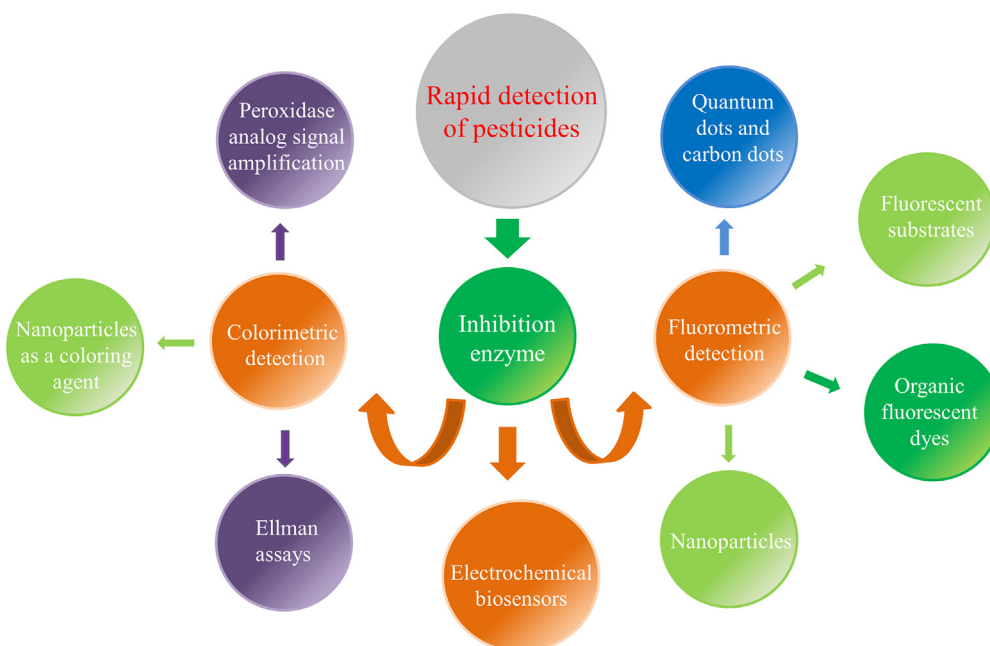 Rapid detection
of pesticides
Peroxidase
analog signal
amplification
Quantum
dots and
carbon dots
Fluorescent
substrates
Nanoparticles
as a coloring
agent
Colorimetric
detection
Inhibition
enzyme
Fluorometric
detection
Organic
fluorescent
dyes
Ellman
assays
Electrochemical
biosensors
Nanoparticles